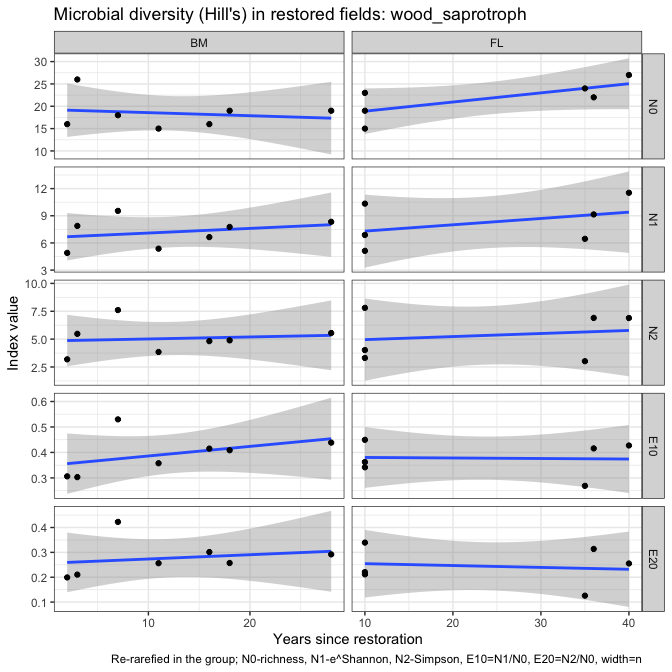 Microbial diversity (Hill's) in restored fields: wood_saprotroph
BM
FL
30
25
20
15
10
N0
12
9
6
3
N1
10.0
7.5
5.0
2.5
N2
0.6
0.5
0.4
0.3
E10
0.4
0.3
0.2
0.1
E20
Index value
10
20
10
20
30
40
Years since restoration
Re-rarefied in the group; N0-richness, N1-e^Shannon, N2-Simpson, E10=N1/N0, E20=N2/N0, width=n